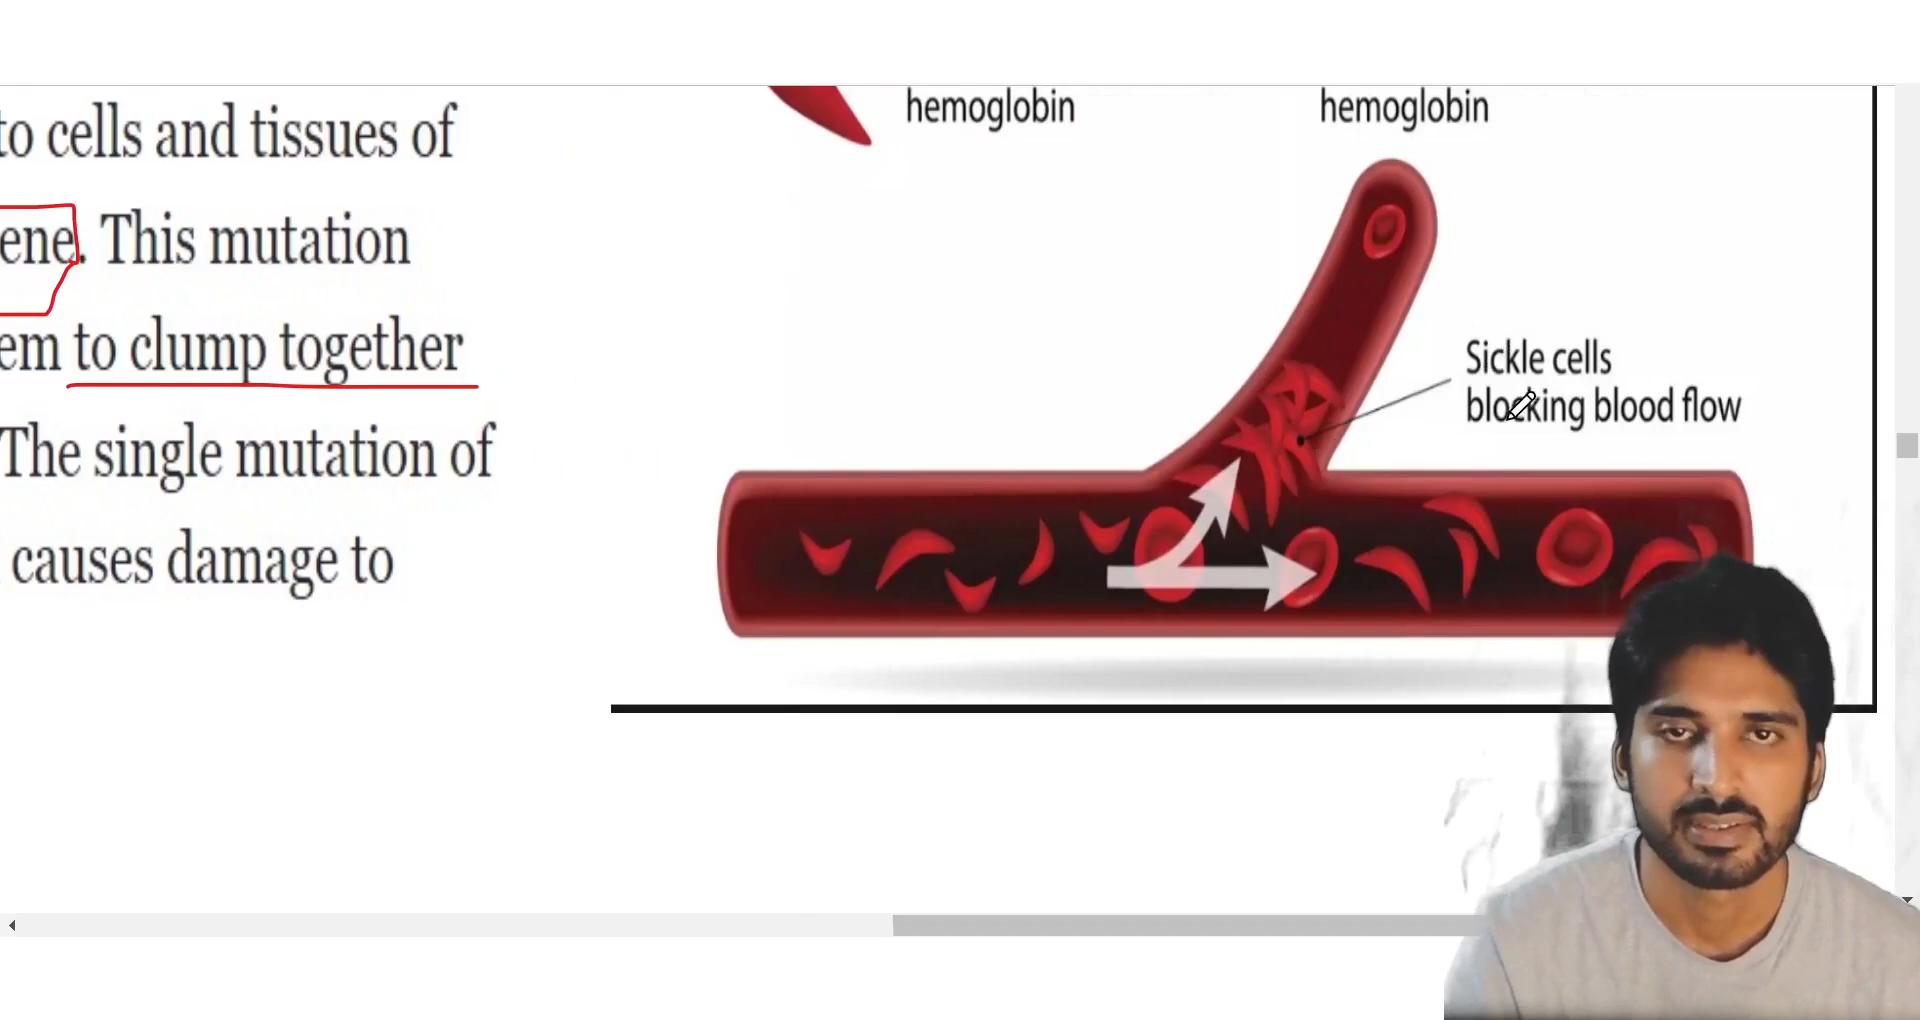 to cells and tissues of
ene. This mutation
em to clump together
The single mutation of
causes damage to
hemoglobin
hemoglobin
Sickle cells
blocking blood flow